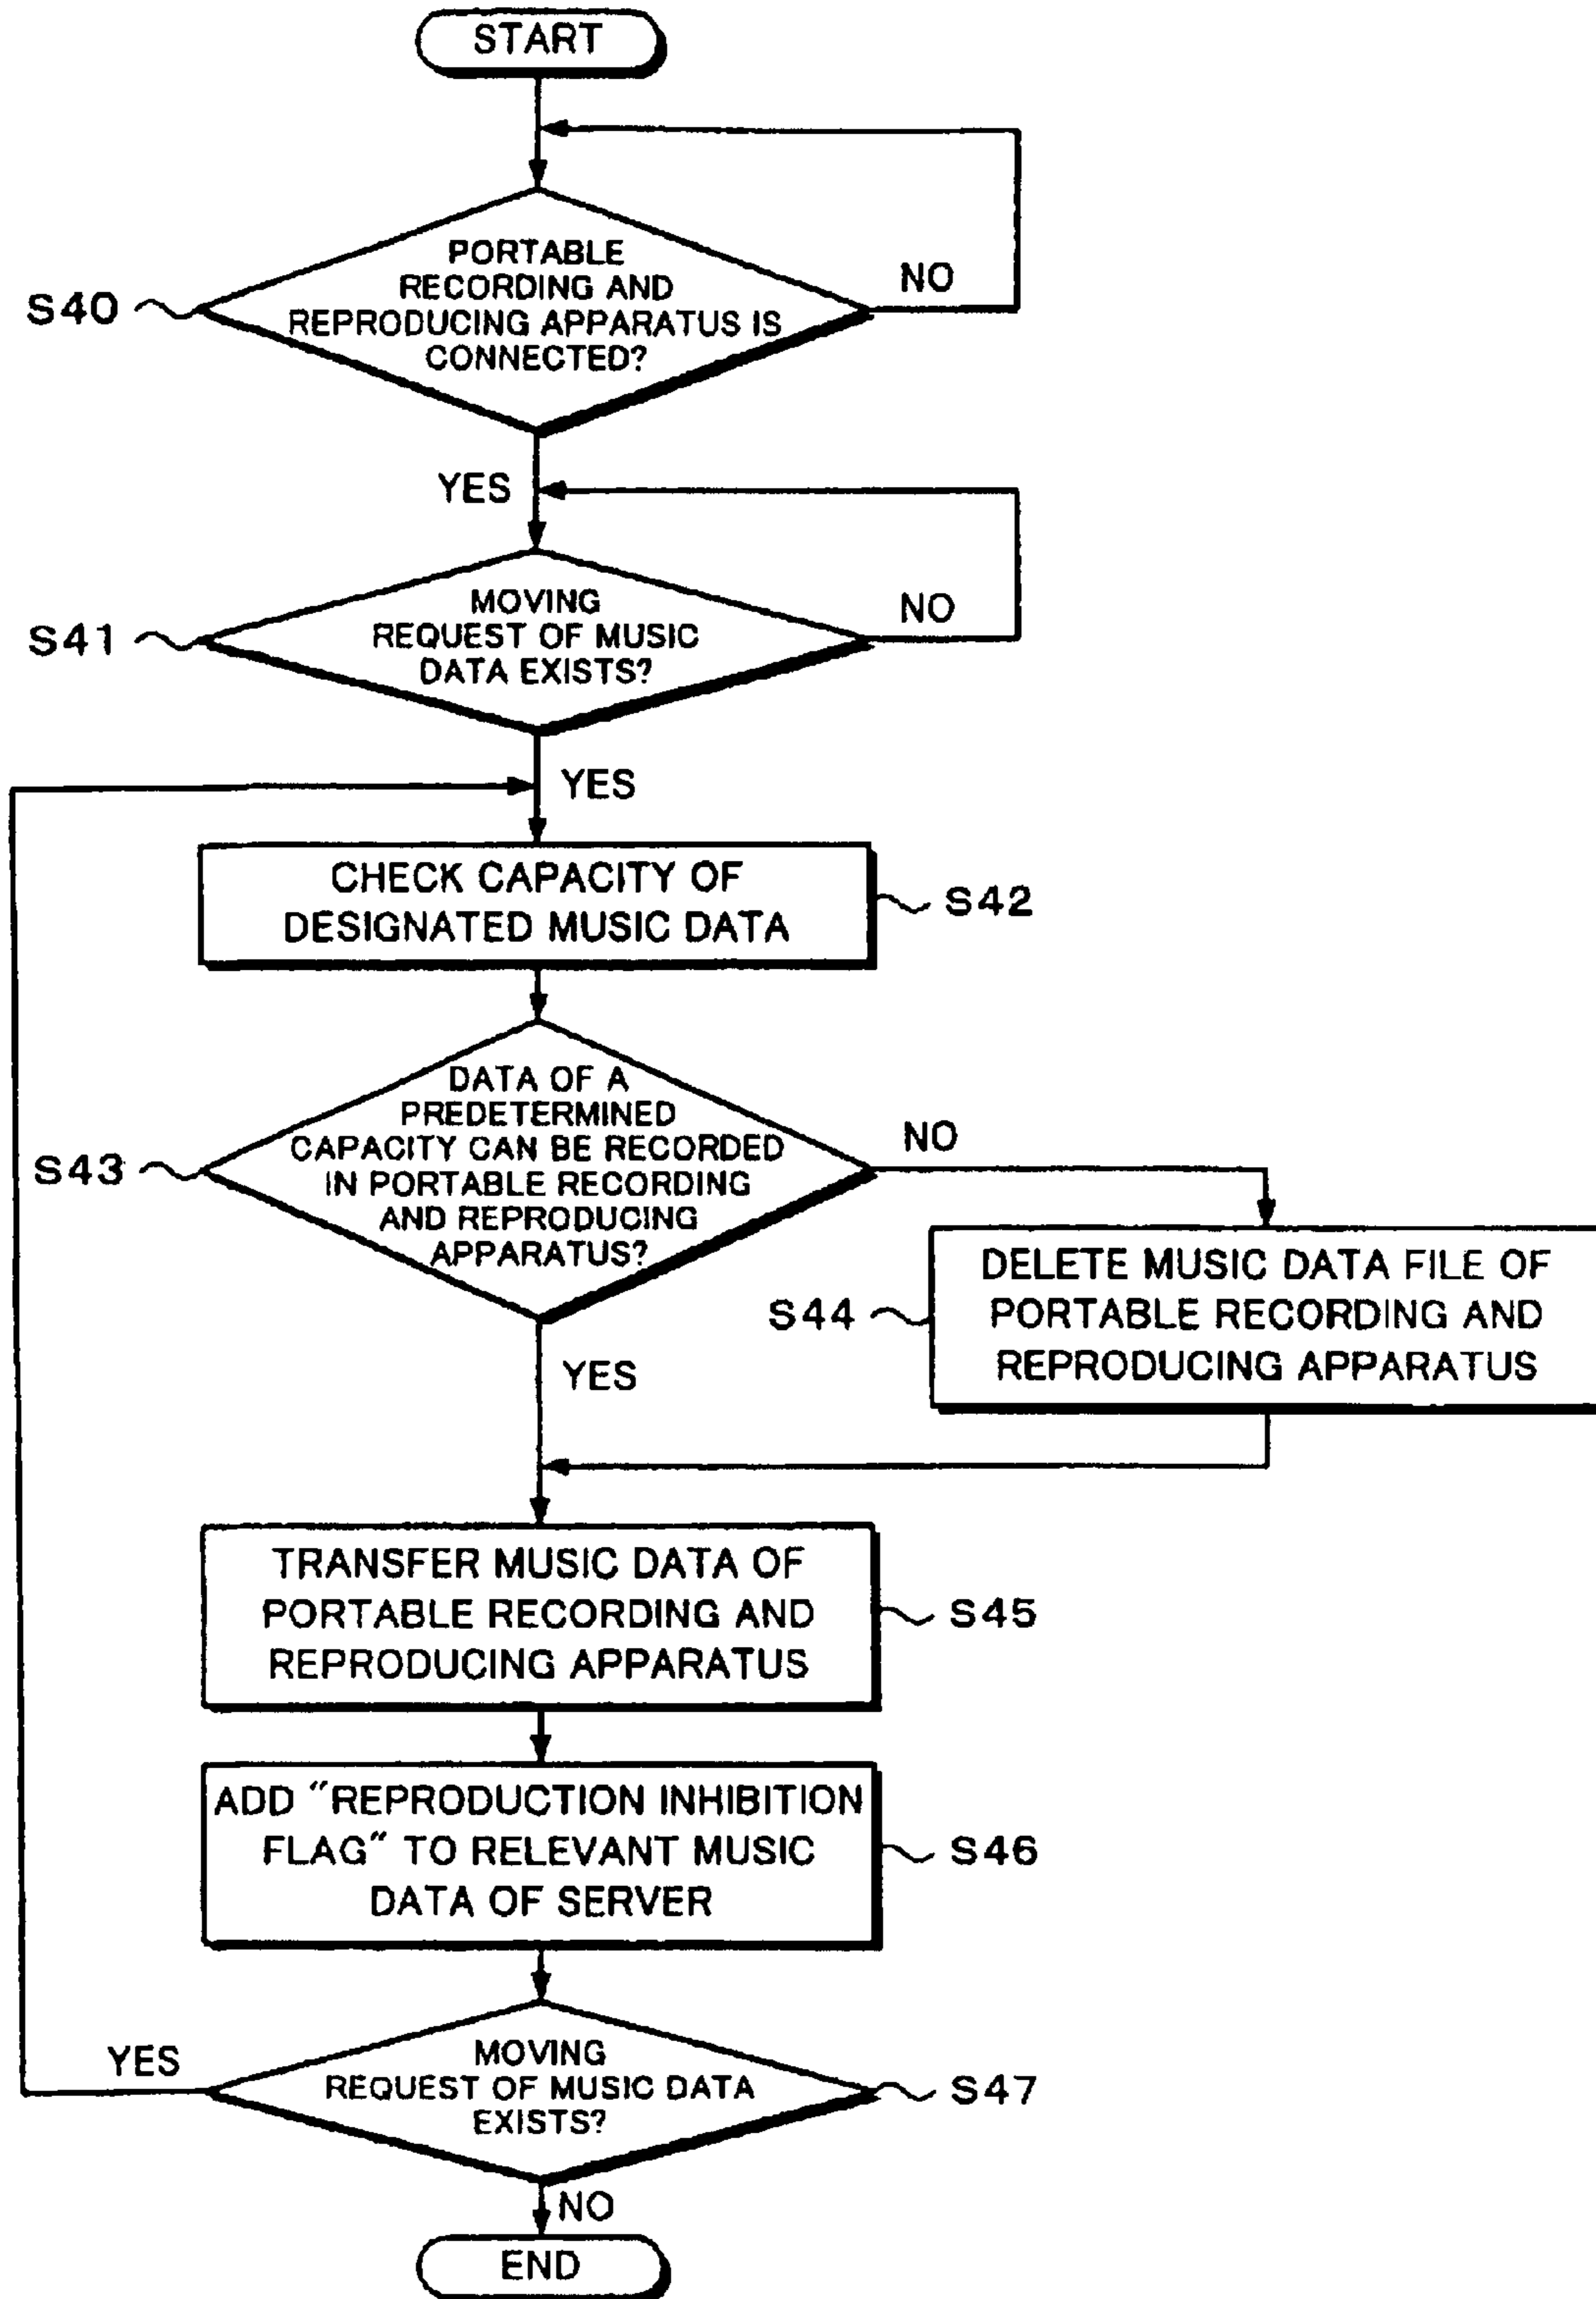 START
PORTABLE
RECORDING AND
REPRODUCING APPARATUS IS
CONNECTED?
NO
S40
YES
MOVING
REQUEST OF MUSIC
DATA EXISTS?
NO
S41
YES
CHECK CAPACITY OF
DESIGNATED MUSIC DATA
S42
DATA OF A
PREDETERMINED
CAPACITY CAN BE RECORDED
IN PORTABLE RECORDING
AND REPRODUCING
APPARATUS?
NO
S43
DELETE MUSIC DATA FILE OF
PORTABLE RECORDING AND
REPRODUCING APPARATUS
S44
YES
TRANSFER MUSIC DATA OF
PORTABLE RECORDING AND
REPRODUCING APPARATUS
S45
ADD "REPRODUCTION INHIBITION
FLAG" TO RELEVANT MUSIC
DATA OF SERVER
S46
YES
MOVING
REQUEST OF MUSIC DATA
EXISTS?
S47
NO
END